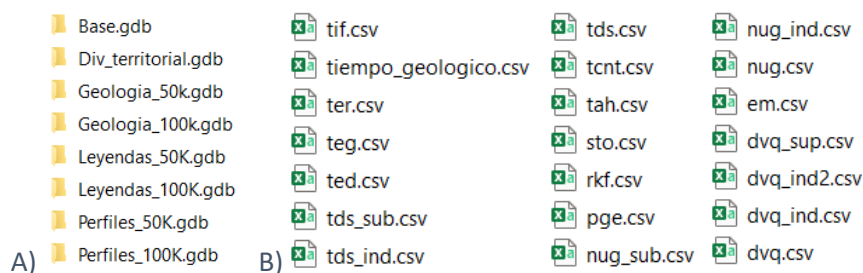 Base.gdb
Div_territorial.gdb
Geologia_50k.gdb
Geologia_100k.gdb
Leyendas_50K.gdb
Leyendas_100K.gdb
Perfiles_50K.gdb
A) Perfiles_100K.gdb
tif.csv
tiempo_geologico.csv
ter.csv
teg.csv
ted.csv
tds_sub.csv
B) tds_ind.csv
tds.csv
tcnt.csv
tah.csv
sto.csv
rkf.csv
pge.csv
nug_sub.csv
nug_ind.csv
nug.csv
em.csv
dvq_sup.csv
dvq_ind2.csv
dvq_ind.csv
dvq.csv